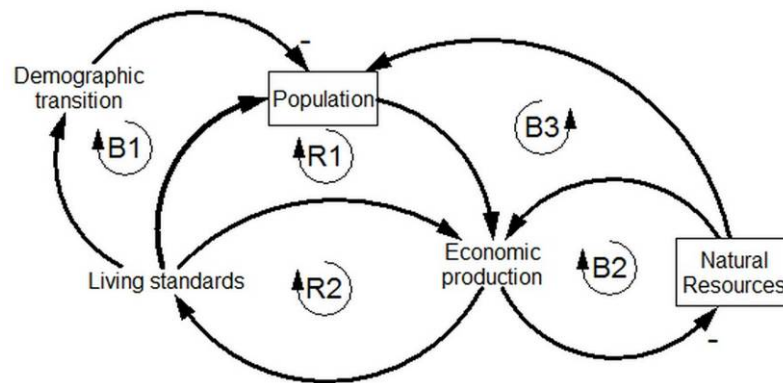 -
Demographic
transition
Population
B1
R1
B3
Living standards
Economic
production
R2
B2
Natural
Resources
-